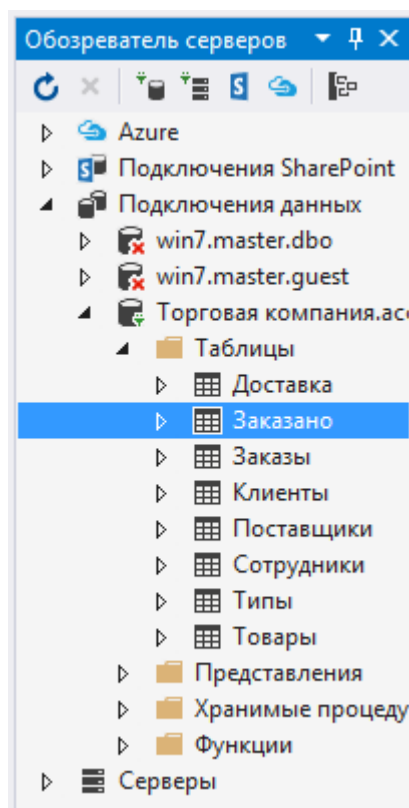 Обозреватель серверов
Azure
Подключения SharePoint
Подключения данных
win7.master.dbo
win7.master.guest
Торговая компания.acc
Таблицы
Доставка
Заказано
Заказы
Клиенты
Поставщики
Сотрудники
Типы
Товары
Представления
Хранимые процеду
Функции
Серверы